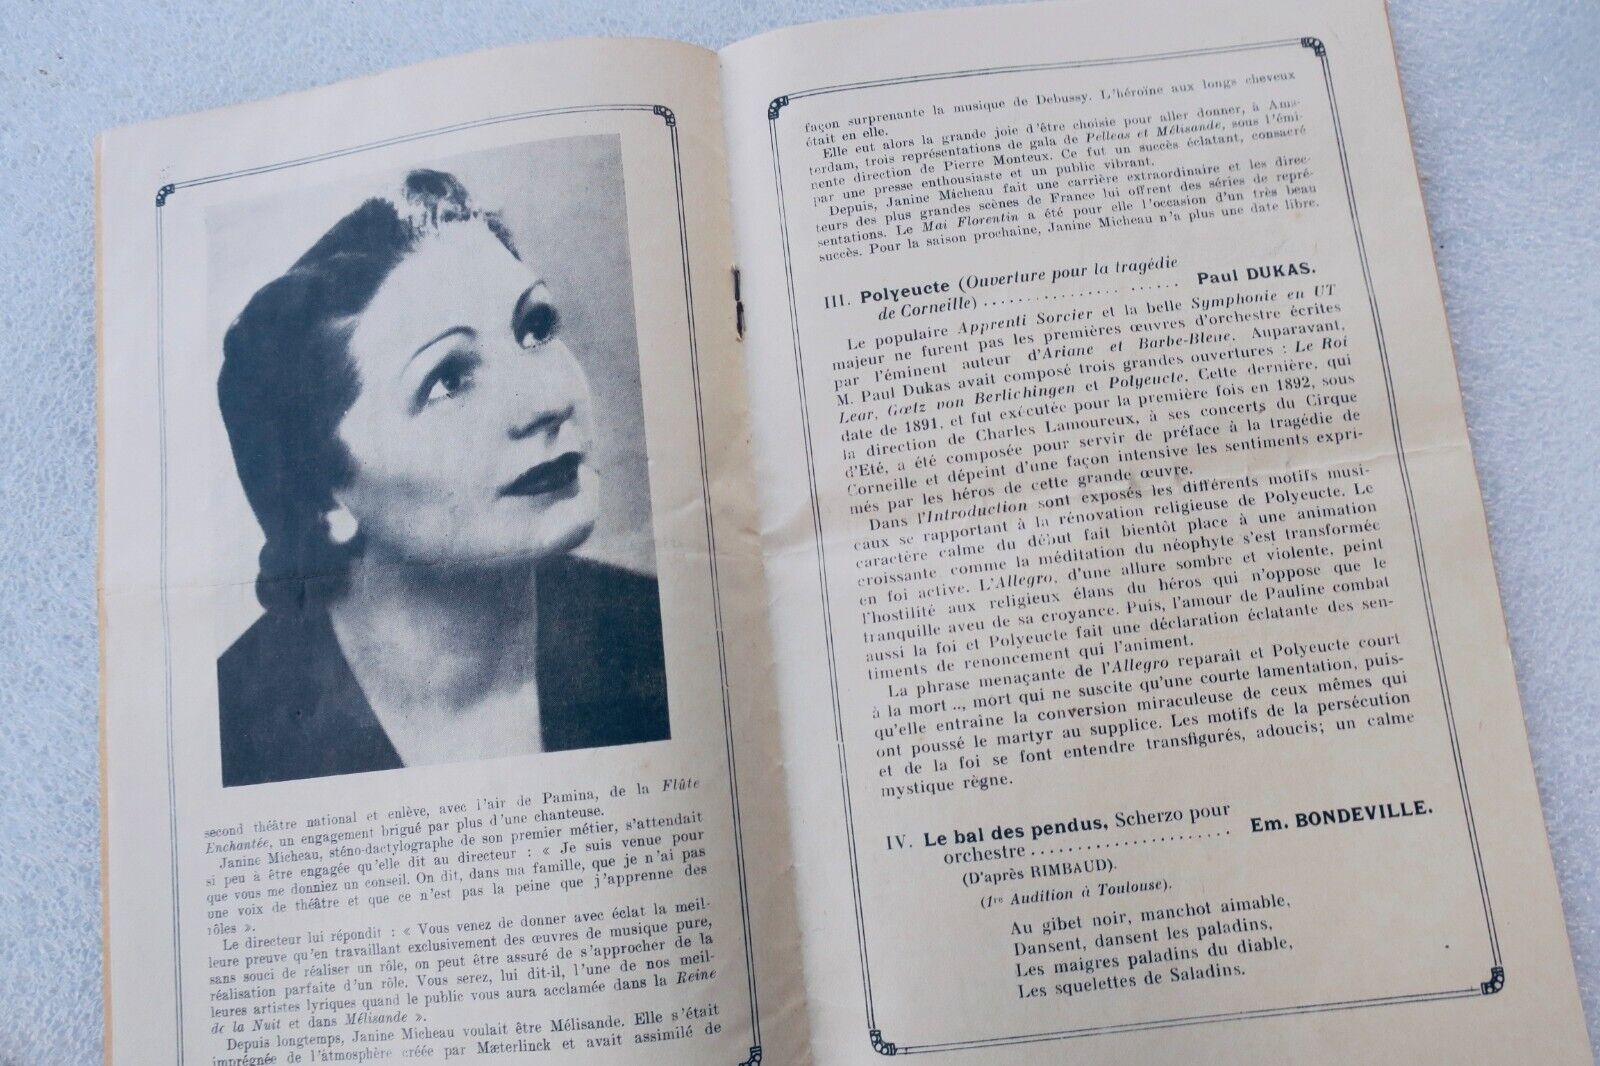 second théâtre national et enlève, avec l'air de Pamina, de la Flûte
Enchantée, un engagement brigué par plus d'une chanteuse.
Janine Micheau, sténo-dactylographe de son premier métier, s'attendait
si peu à être engagée qu'elle dit au directeur : « Je suis venue pour
que vous me donniez un conseil. On dit, dans ma famille, que je n'ai pas
une voix de théâtre et que ce n'est pas la peine que j'apprenne des
rôles ».
Le directeur lui répondit : « Vous venez de donner avec éclat la meil-
leure preuve qu'en travaillant exclusivement des œuvres de musique pure,
sans souci de réaliser un rôle, on peut être assuré de s'approcher de la
réalisation parfaite d'un rôle. Vous serez, lui dit-il, l'une de nos meil-
leures artistes lyriques quand le public vous aura acclamée dans la Reine
de la Nuit et dans Mélisande ».
Depuis longtemps, Janine Micheau voulait être Mélisande. Elle s'était
imprégnée de l'atmosphère créée par Mæterlinck et avait assimilé de
façon surprenante la musique de Debussy. L'héroïne aux longs cheveux
était en elle.
Elle eut alors la grande joie d'être choisie pour aller donner, à Ams-
terdam, trois représentations de gala de Pelleas et Mélisande, sous l'émi-
nente direction de Pierre Monteux. Ce fut un succès éclatant, consacré
par une presse enthousiaste et un public vibrant.
Depuis, Janine Micheau fait une carrière extraordinaire et les direc-
teurs des plus grandes scènes de France lui offrent des séries de repré-
sentations. Le Mai Florentin a été pour elle l'occasion d'un très beau
succès. Pour la saison prochaine, Janine Micheau n'a plus une date libre.
III. Polyeucte (Ouverture pour la tragédie
de Corneille) ..................... Paul DUKAS.
Le populaire Apprenti Sorcier et la belle Symphonie en UT
majeur ne furent pas les premières œuvres d'orchestre écrites
par l'éminent auteur d'Ariane et Barbe-Bleue. Auparavant,
M. Paul Dukas avait composé trois grandes ouvertures : Le Roi
Lear, Gœtz von Berlichingen et Polyeucte. Cette dernière, qui
date de 1891, et fut exécutée pour la première fois en 1892, sous
la direction de Charles Lamoureux, à ses concerts du Cirque
d'Eté, a été composée pour servir de préface à la tragédie de
Corneille et dépeint d'une façon intensive les sentiments expri-
més par les héros de cette grande œuvre.
Dans l'Introduction sont exposés les différents motifs musi-
caux se rapportant à la rénovation religieuse de Polyeucte. Le
caractère calme du début fait bientôt place à une animation
croissante, comme la méditation du néophyte s'est transformée
en foi active. L'Allegro, d'une allure sombre et violente, peint
l'hostilité aux religieux élans du héros qui n'oppose que le
tranquille aveu de sa croyance. Puis, l'amour de Pauline combat
aussi la foi et Polyeucte fait une déclaration éclatante des sen-
timents de renoncement qui l'animent.
La phrase menaçante de l'Allegro reparaît et Polyeucte court
à la mort .., mort qui ne suscite qu'une courte lamentation, puis-
qu'elle entraîne la conversion miraculeuse de ceux mêmes qui
ont poussé le martyr au supplice. Les motifs de la persécution
et de la foi se font entendre transfigurés, adoucis; un calme
mystique règne.
IV. Le bal des pendus, Scherzo pour
orchestre ..................... Em. BONDEVILLE.
(D'après RIMBAUD).
(1re Audition à Toulouse).
Au gibet noir, manchot aimable,
Dansent, dansent les paladins,
Les maigres paladins du diable,
Les squelettes de Saladins.